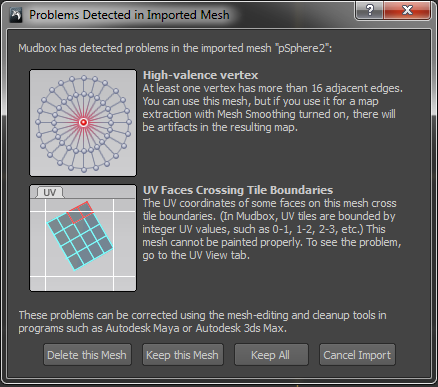 Problems Detected in Imported Mesh
Mudbox has detected problems in the imported mesh "pSphere2":
High-valence vertex
At least one vertex has more than 16 adjacent edges.
You can use this mesh, but if you use it for a map
extraction with Mesh Smoothing turned on, there will
be artifacts in the resulting map.
UV
UV Faces Crossing Tile Boundaries
The UV coordinates of some faces on this mesh cross
tile boundaries. (In Mudbox, UV tiles are bounded by
integer UV values, such as 0-1, 1-2, 2-3, etc.) This
mesh cannot be painted properly. To see the problem,
go to the UV View tab.
These problems can be corrected using the mesh-editing and cleanup tools in
programs such as Autodesk Maya or Autodesk 3ds Max.
Delete this Mesh Keep this Mesh Keep All Cancel Import